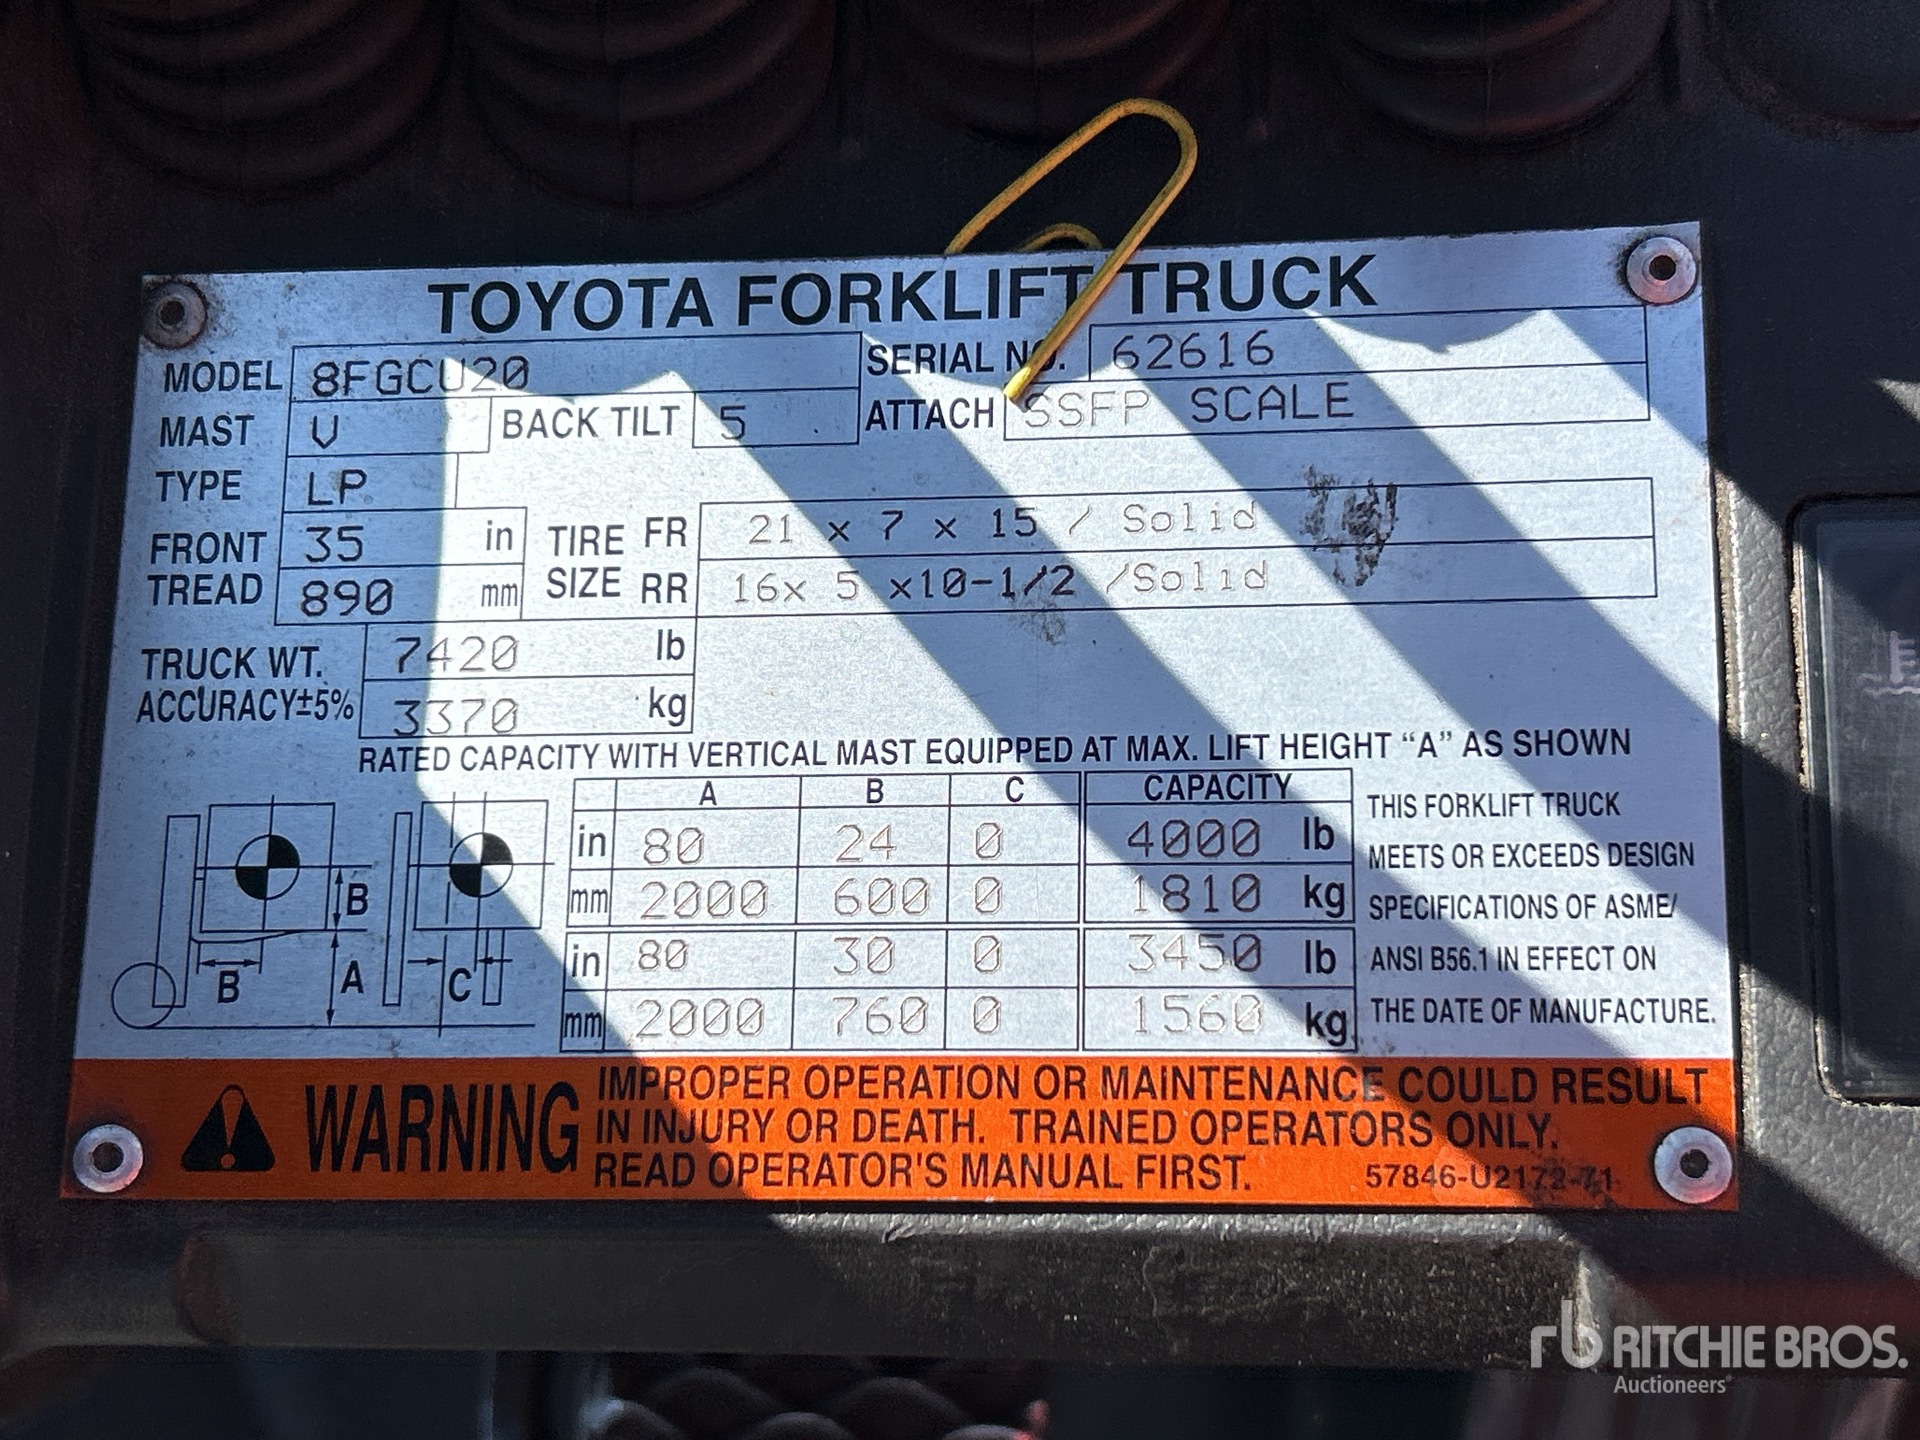 TOYOTA FORKLIFT TRUCK
MODEL 8FGCU20 SERIAL NO. 62616
MAST V BACK TILT 5 ATTACH SSFP SCALE
TYPE LP
FRONT TREAD 35 in TIRE SIZE FR 21 x 7 x 15 / Solid
890 mm RR 16x 5 x10-1/2 /Solid
TRUCK WT. 7420 lb
ACCURACY±5% 3370 kg
RATED CAPACITY WITH VERTICAL MAST EQUIPPED AT MAX. LIFT HEIGHT “A” AS SHOWN
A B C CAPACITY
in 80 24 0 4000 lb
mm 2000 600 0 1810 kg
in 80 30 0 3450 lb
mm 2000 760 0 1560 kg
B
B A C
THIS FORKLIFT TRUCK
MEETS OR EXCEEDS DESIGN
SPECIFICATIONS OF ASME/
ANSI B56.1 IN EFFECT ON
THE DATE OF MANUFACTURE.
WARNING
IMPROPER OPERATION OR MAINTENANCE COULD RESULT
IN INJURY OR DEATH. TRAINED OPERATORS ONLY.
READ OPERATOR'S MANUAL FIRST. 57846-U2172-71
rb RITCHIE BROS.
Auctioneers